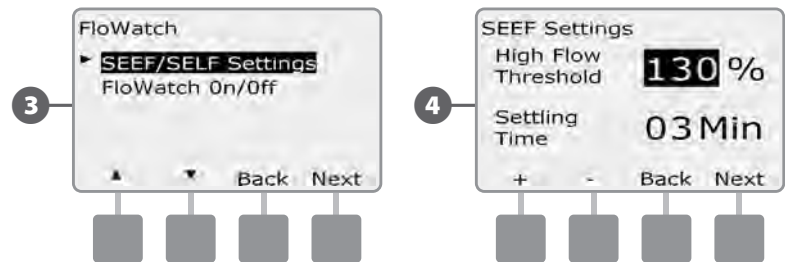 3
FloWatch
SEEF/SELF Settings
FloWatch On/Off
Back Next
4
SEEF Settings
High Flow
Threshold
130 %
Settling
Time
03 Min
+ - Back Next